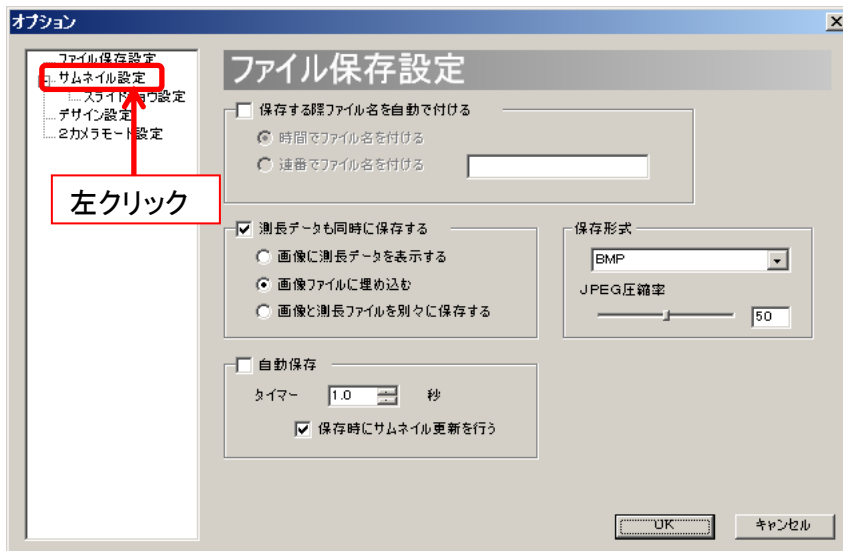 オプション
ファイル保存設定
サムネイル設定
スライドショウ設定
デザイン設定
2カメラモード設定
左クリック
ファイル保存設定
保存する際ファイル名を自動で付ける
時間でファイル名を付ける
連番でファイル名を付ける
測長データも同時に保存する
画像に測長データを表示する
画像ファイルに埋め込む
画像と測長ファイルを別々に保存する
保存形式
BMP
JPEG圧縮率
50
自動保存
タイマー 1.0 秒
保存時にサムネイル更新を行う
OK キャンセル